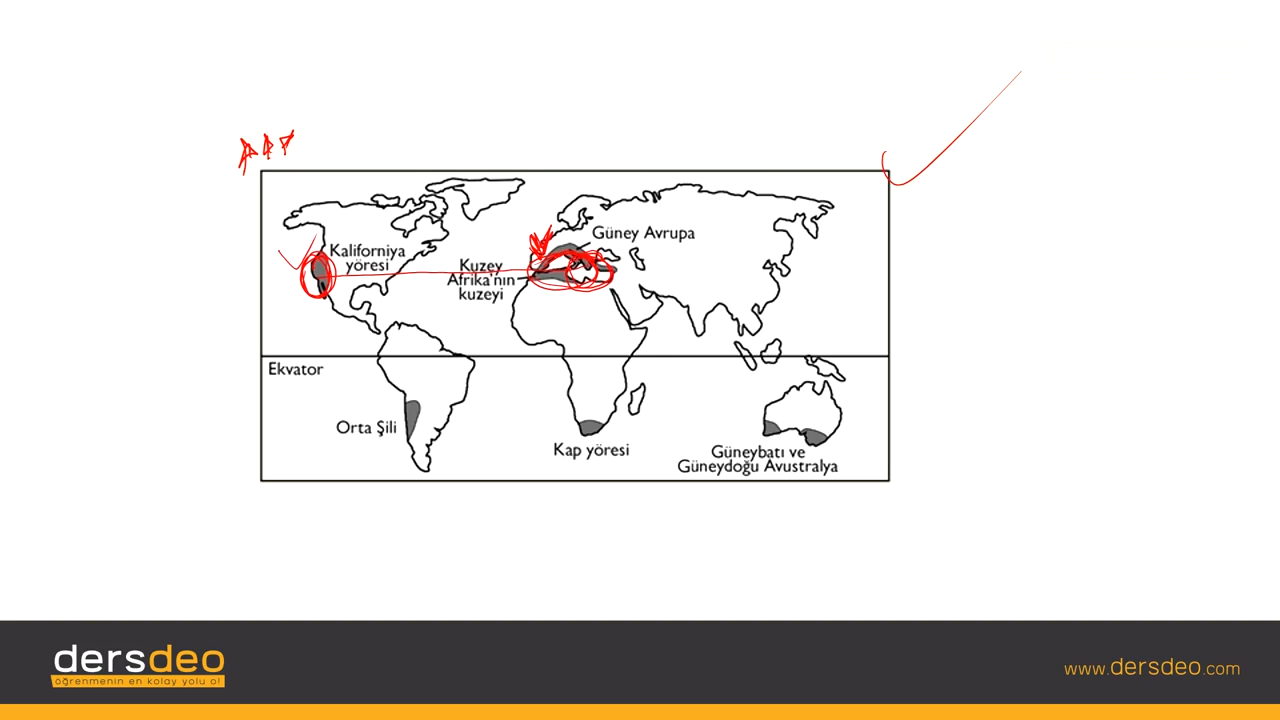 Güney Avrupa
Kaliforniya
yöresi
Kuzey
Afrika'nın
kuzeyi
Ekvator
Orta Şili
Kap yöresi
Güneybatı ve
Güneydoğu Avustralya
dersdeo
öğrenmenin en kolay yolu o!
www.dersdeo.com